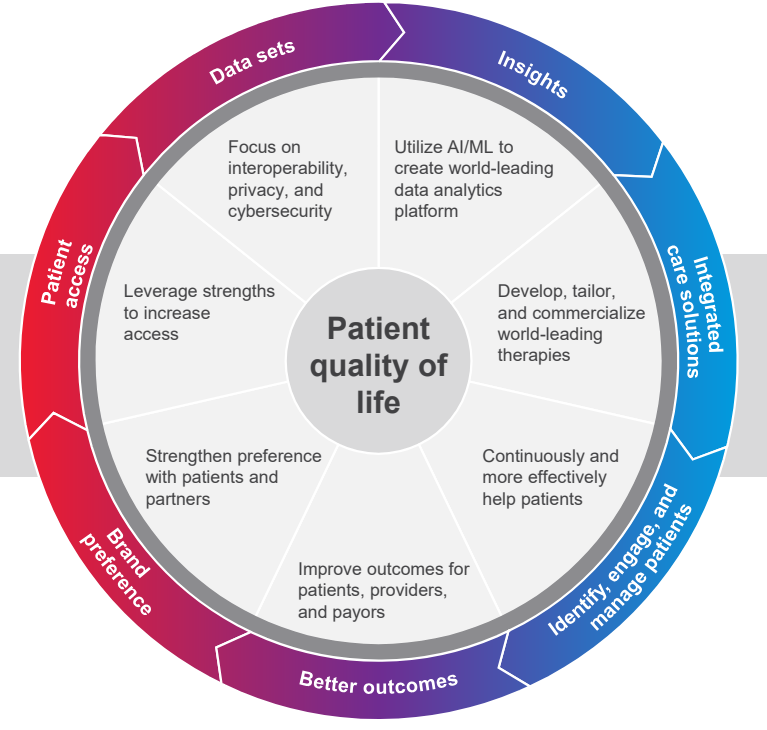 Data sets
Insights
Integrated
care solutions
Identify, engage, and
manage patients
Better outcomes
Brand
preference
Patient
access
Focus on
interoperability,
privacy, and
cybersecurity
Utilize AI/ML to
create world-leading
data analytics
platform
Develop, tailor,
and commercialize
world-leading
therapies
Continuously and
more effectively
help patients
Improve outcomes for
patients, providers,
and payors
Strengthen preference
with patients and
partners
Leverage strengths
to increase
access
Patient
quality of
life